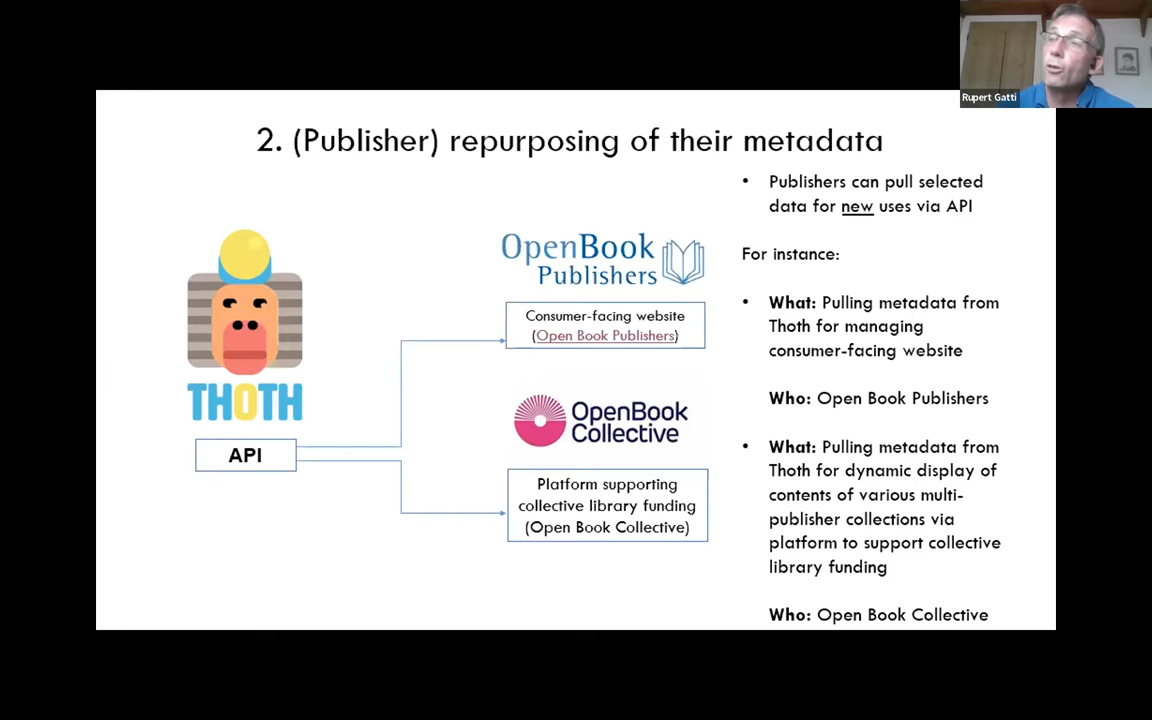 Rupert Gatti
2. (Publisher) repurposing of their metadata
THOTH
API
OpenBook
Publishers
Consumer-facing website
(Open Book Publishers)
OpenBook
Collective
Platform supporting
collective library funding
(Open Book Collective)
• Publishers can pull selected
data for new uses via API
For instance:
• What: Pulling metadata from
Thoth for managing
consumer-facing website
Who: Open Book Publishers
• What: Pulling metadata from
Thoth for dynamic display of
contents of various multi-
publisher collections via
platform to support collective
library funding
Who: Open Book Collective